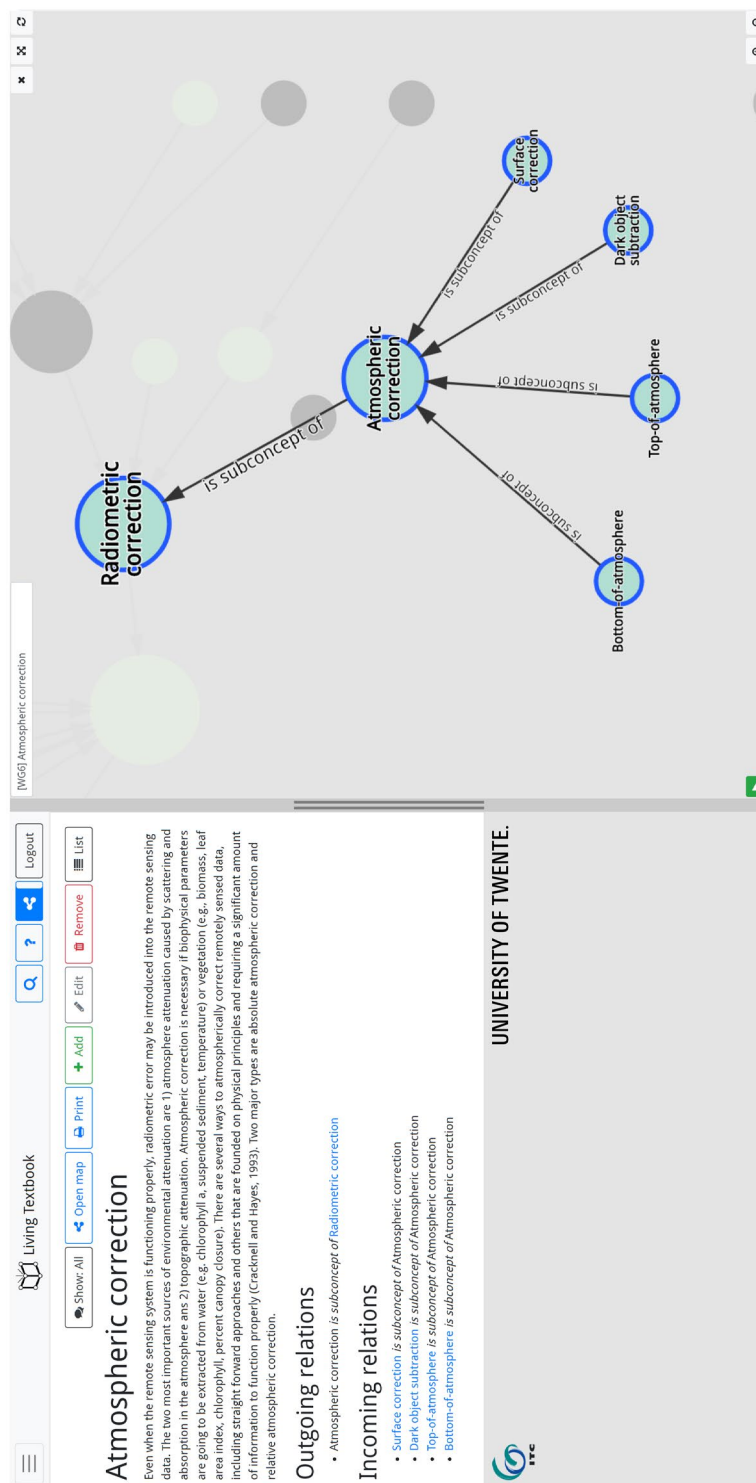 Living Textbook
?
Logout
Show: All
Open map
Print
+ Add
Edit
Remove
List
Atmospheric correction
Even when the remote sensing system is functioning properly, radiometric error may be introduced into the remote sensing
data. The two most important sources of environmental attenuation are 1) atmosphere attenuation caused by scattering and
absorption in the atmosphere ans 2) topographic attenuation. Atmospheric correction is necessary if biophysical parameters
are going to be extracted from water (e.g. chlorophyll a, suspended sediment, temperature) or vegetation (e.g., biomass, leaf
area index, chlorophyll, percent canopy closure). There are several ways to atmospherically correct remotely sensed data,
including straight forward approaches and others that are founded on physical principles and requiring a significant amount
of information to function properly (Cracknell and Hayes, 1993). Two major types are absolute atmospheric correction and
relative atmospheric correction.
Outgoing relations
• Atmospheric correction is subconcept of Radiometric correction
Incoming relations
• Surface correction is subconcept of Atmospheric correction
• Dark object subtraction is subconcept of Atmospheric correction
• Top-of-atmosphere is subconcept of Atmospheric correction
• Bottom-of-atmosphere is subconcept of Atmospheric correction
ITC
UNIVERSITY OF TWENTE.
[WG6] Atmospheric correction
Radiometric
correction
is subconcept of
Atmospheric
correction
is subconcept of
Surface
correction
is subconcept of
Dark object
subtraction
is subconcept of
Top-of-atmosphere
is subconcept of
Bottom-of-atmosphere